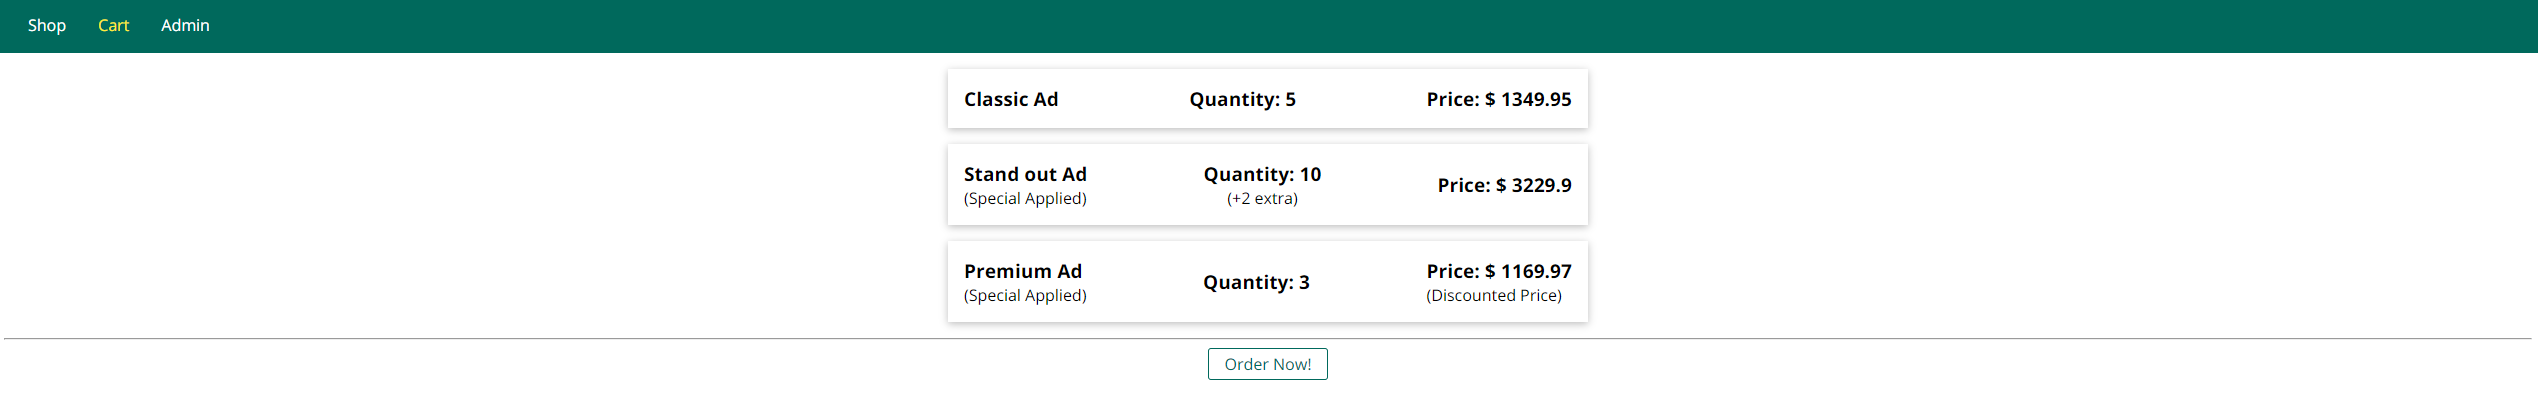 Shop Cart Admin
Classic Ad Quantity: 5 Price: $ 1349.95
Stand out Ad Quantity: 10 Price: $ 3229.9
(Special Applied) (+2 extra)
Premium Ad Quantity: 3 Price: $ 1169.97
(Special Applied) (Discounted Price)
Order Now!